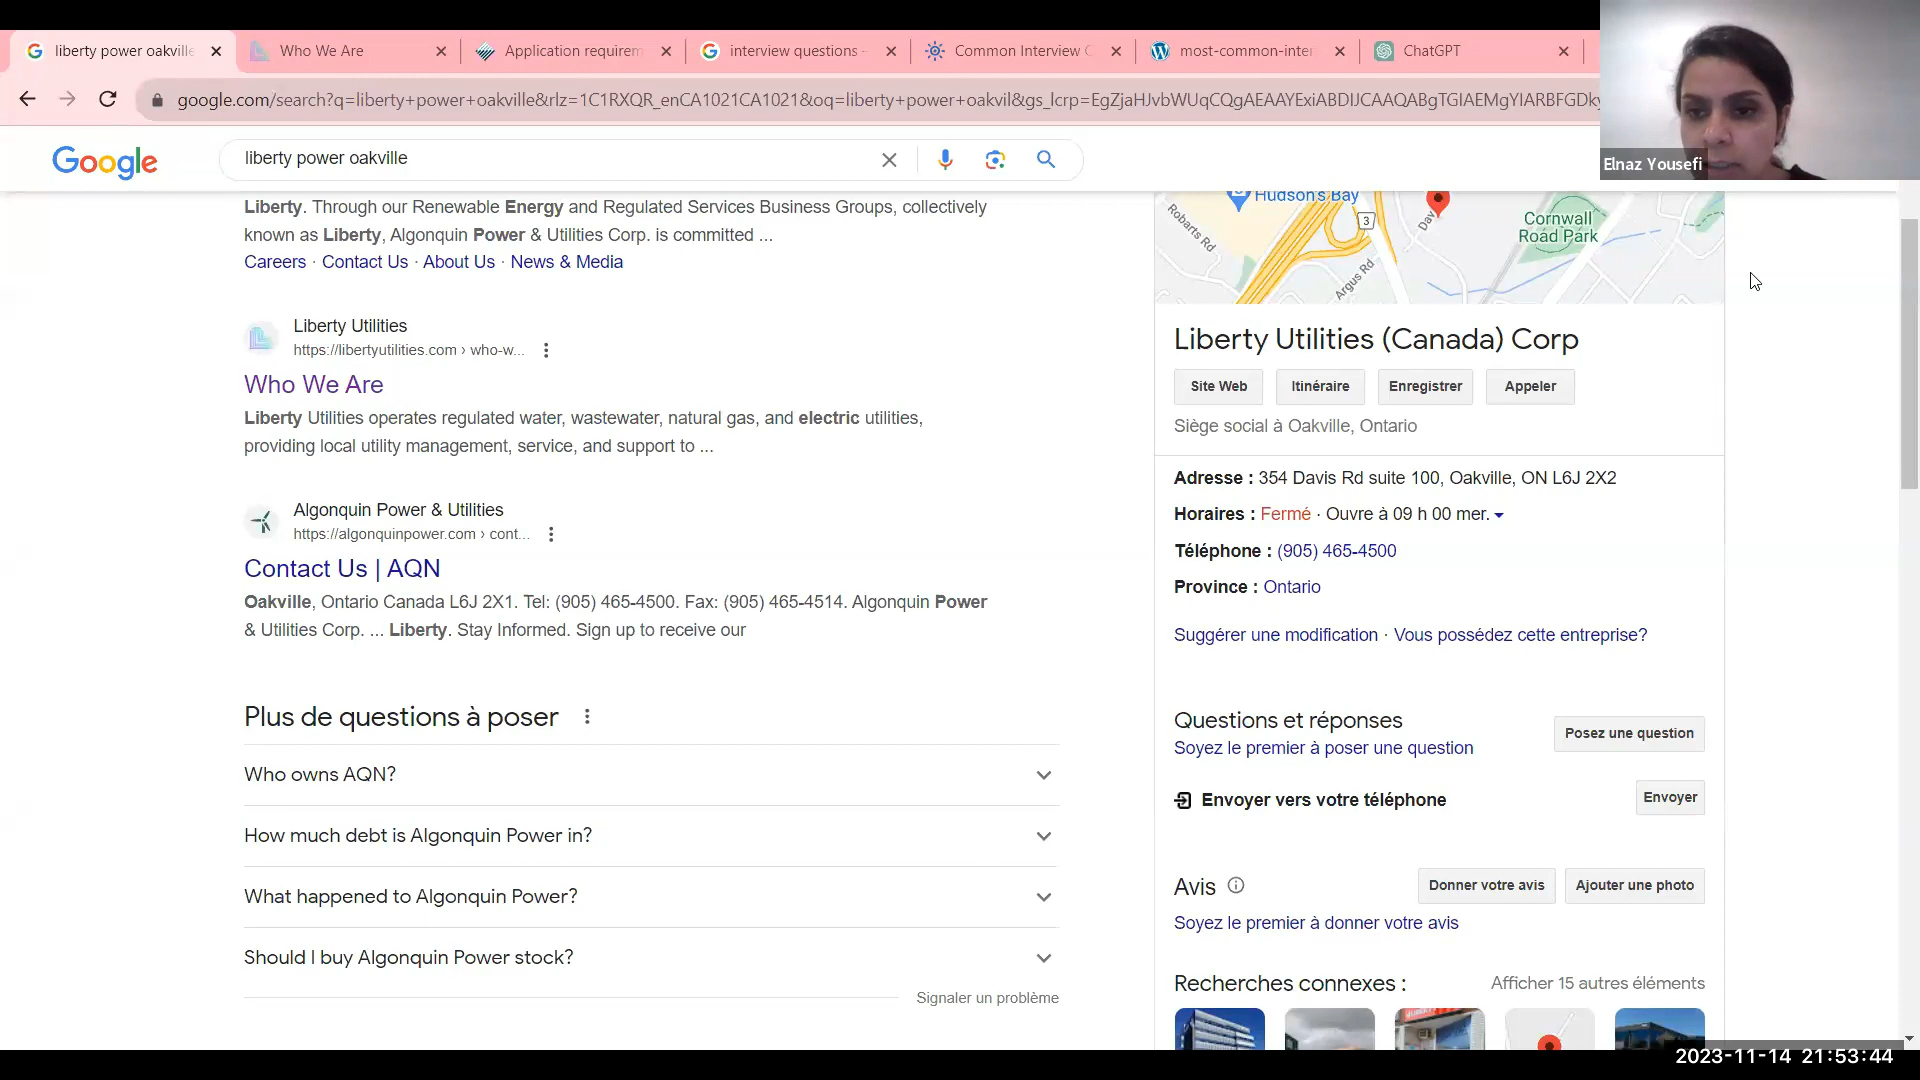 liberty power oakville
Who We Are
Application requirem
interview questions -
Common Interview
most-common-inter
ChatGPT
google.com/search?q=liberty+power+oakville&rlz=1C1RXQR_enCA1021CA1021&oq=liberty+power+oakvil&gs_lcrp=EgZjaHJvbWUqCQgAEAAYExiABDIJCAAQABgTGIAEMgYIARBFGDky
Elnaz Yousefi
Google
liberty power oakville
Liberty. Through our Renewable Energy and Regulated Services Business Groups, collectively
known as Liberty, Algonquin Power & Utilities Corp. is committed ...
Careers · Contact Us · About Us · News & Media
Liberty Utilities
https://libertyutilities.com › who-w...
Who We Are
Liberty Utilities operates regulated water, wastewater, natural gas, and electric utilities,
providing local utility management, service, and support to ...
Algonquin Power & Utilities
https://algonquinpower.com › cont...
Contact Us | AQN
Oakville, Ontario Canada L6J 2X1. Tel: (905) 465-4500. Fax: (905) 465-4514. Algonquin Power
& Utilities Corp. ... Liberty. Stay Informed. Sign up to receive our
Plus de questions à poser
Who owns AQN?
How much debt is Algonquin Power in?
What happened to Algonquin Power?
Should I buy Algonquin Power stock?
Signaler un problème
Hudson's Bay
Robarts Rd
3
Dav
Cornwall
Road Park
Argus Rd
Liberty Utilities (Canada) Corp
Site Web
Itinéraire
Enregistrer
Appeler
Siège social à Oakville, Ontario
Adresse : 354 Davis Rd suite 100, Oakville, ON L6J 2X2
Horaires : Fermé · Ouvre à 09 h 00 mer.
Téléphone : (905) 465-4500
Province : Ontario
Suggérer une modification · Vous possédez cette entreprise?
Questions et réponses
Soyez le premier à poser une question
Posez une question
Envoyer vers votre téléphone
Envoyer
Avis
Donner votre avis
Ajouter une photo
Soyez le premier à donner votre avis
Recherches connexes :
Afficher 15 autres éléments
2023-11-14 21:53:44